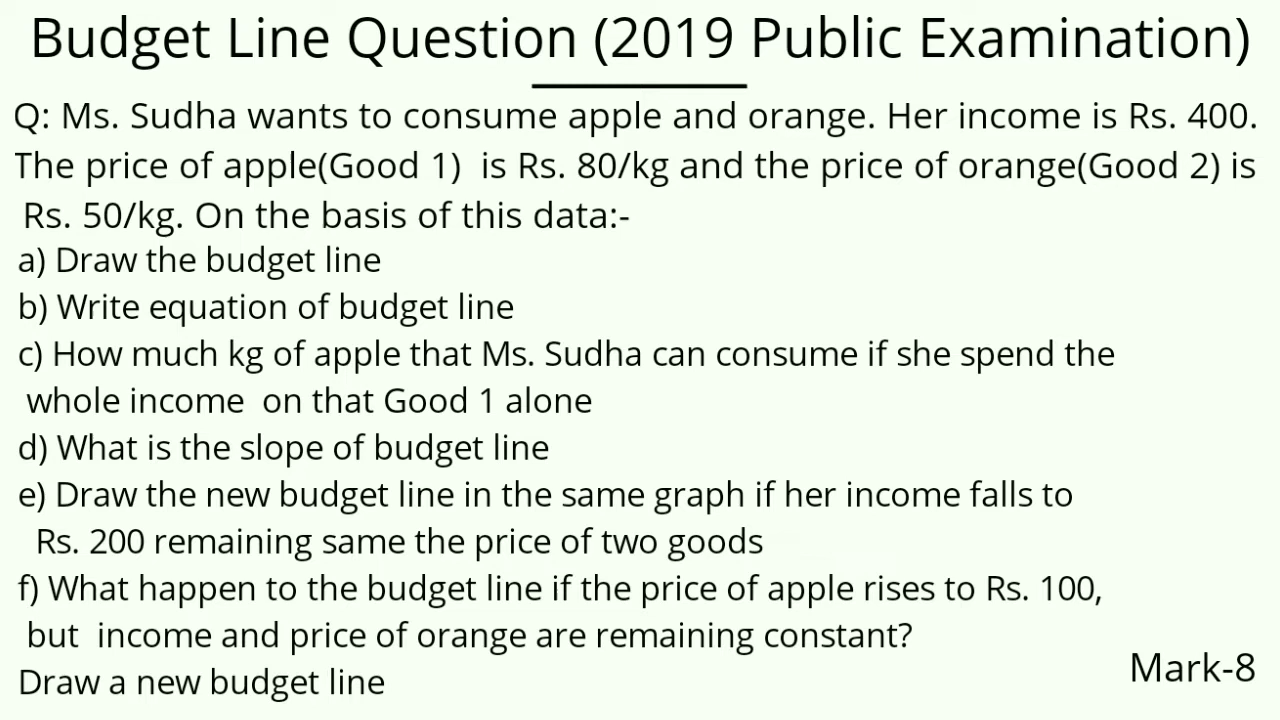 Budget Line Question (2019 Public Examination)
Q: Ms. Sudha wants to consume apple and orange. Her income is Rs. 400.
The price of apple(Good 1)  is Rs. 80/kg and the price of orange(Good 2) is
Rs. 50/kg. On the basis of this data:-
a) Draw the budget line
b) Write equation of budget line
c) How much kg of apple that Ms. Sudha can consume if she spend the
whole income  on that Good 1 alone
d) What is the slope of budget line
e) Draw the new budget line in the same graph if her income falls to
Rs. 200 remaining same the price of two goods
f) What happen to the budget line if the price of apple rises to Rs. 100,
but  income and price of orange are remaining constant?
Draw a new budget line
Mark-8